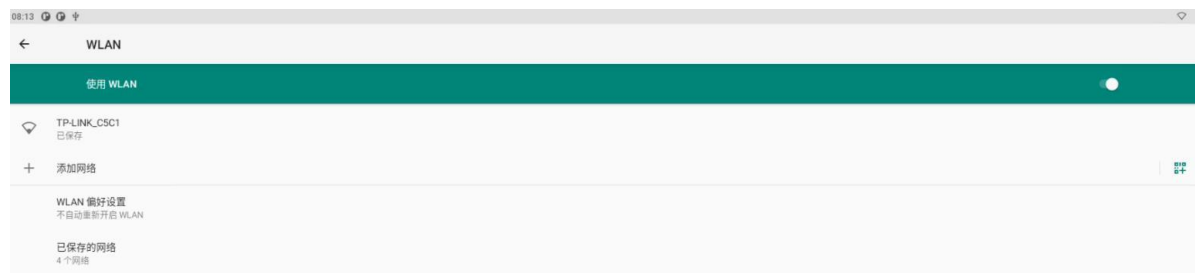 08:13
WLAN
使用 WLAN
TP-LINK_C5C1
已保存
添加网络
WLAN 偏好设置
不自动重新开启 WLAN
已保存的网络
4 个网络